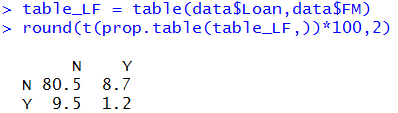 > table_LF = table(data$Loan,data$FM)
> round(t(prop.table(table_LF,))*100,2)
N Y
N 80.5 8.7
Y 9.5 1.2